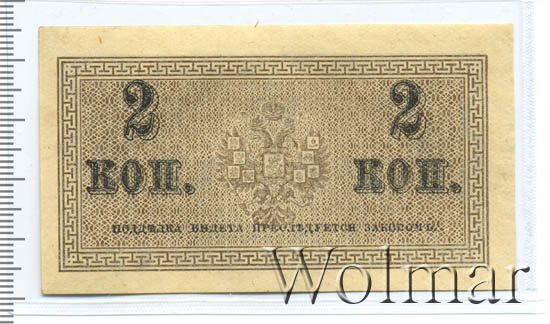 2 2
КОП. КОП.
ПОДДѢЛКА БИЛЕТА ПРЕСЛѢДУЕТСЯ ЗАКОНОМЪ.
Wolmar